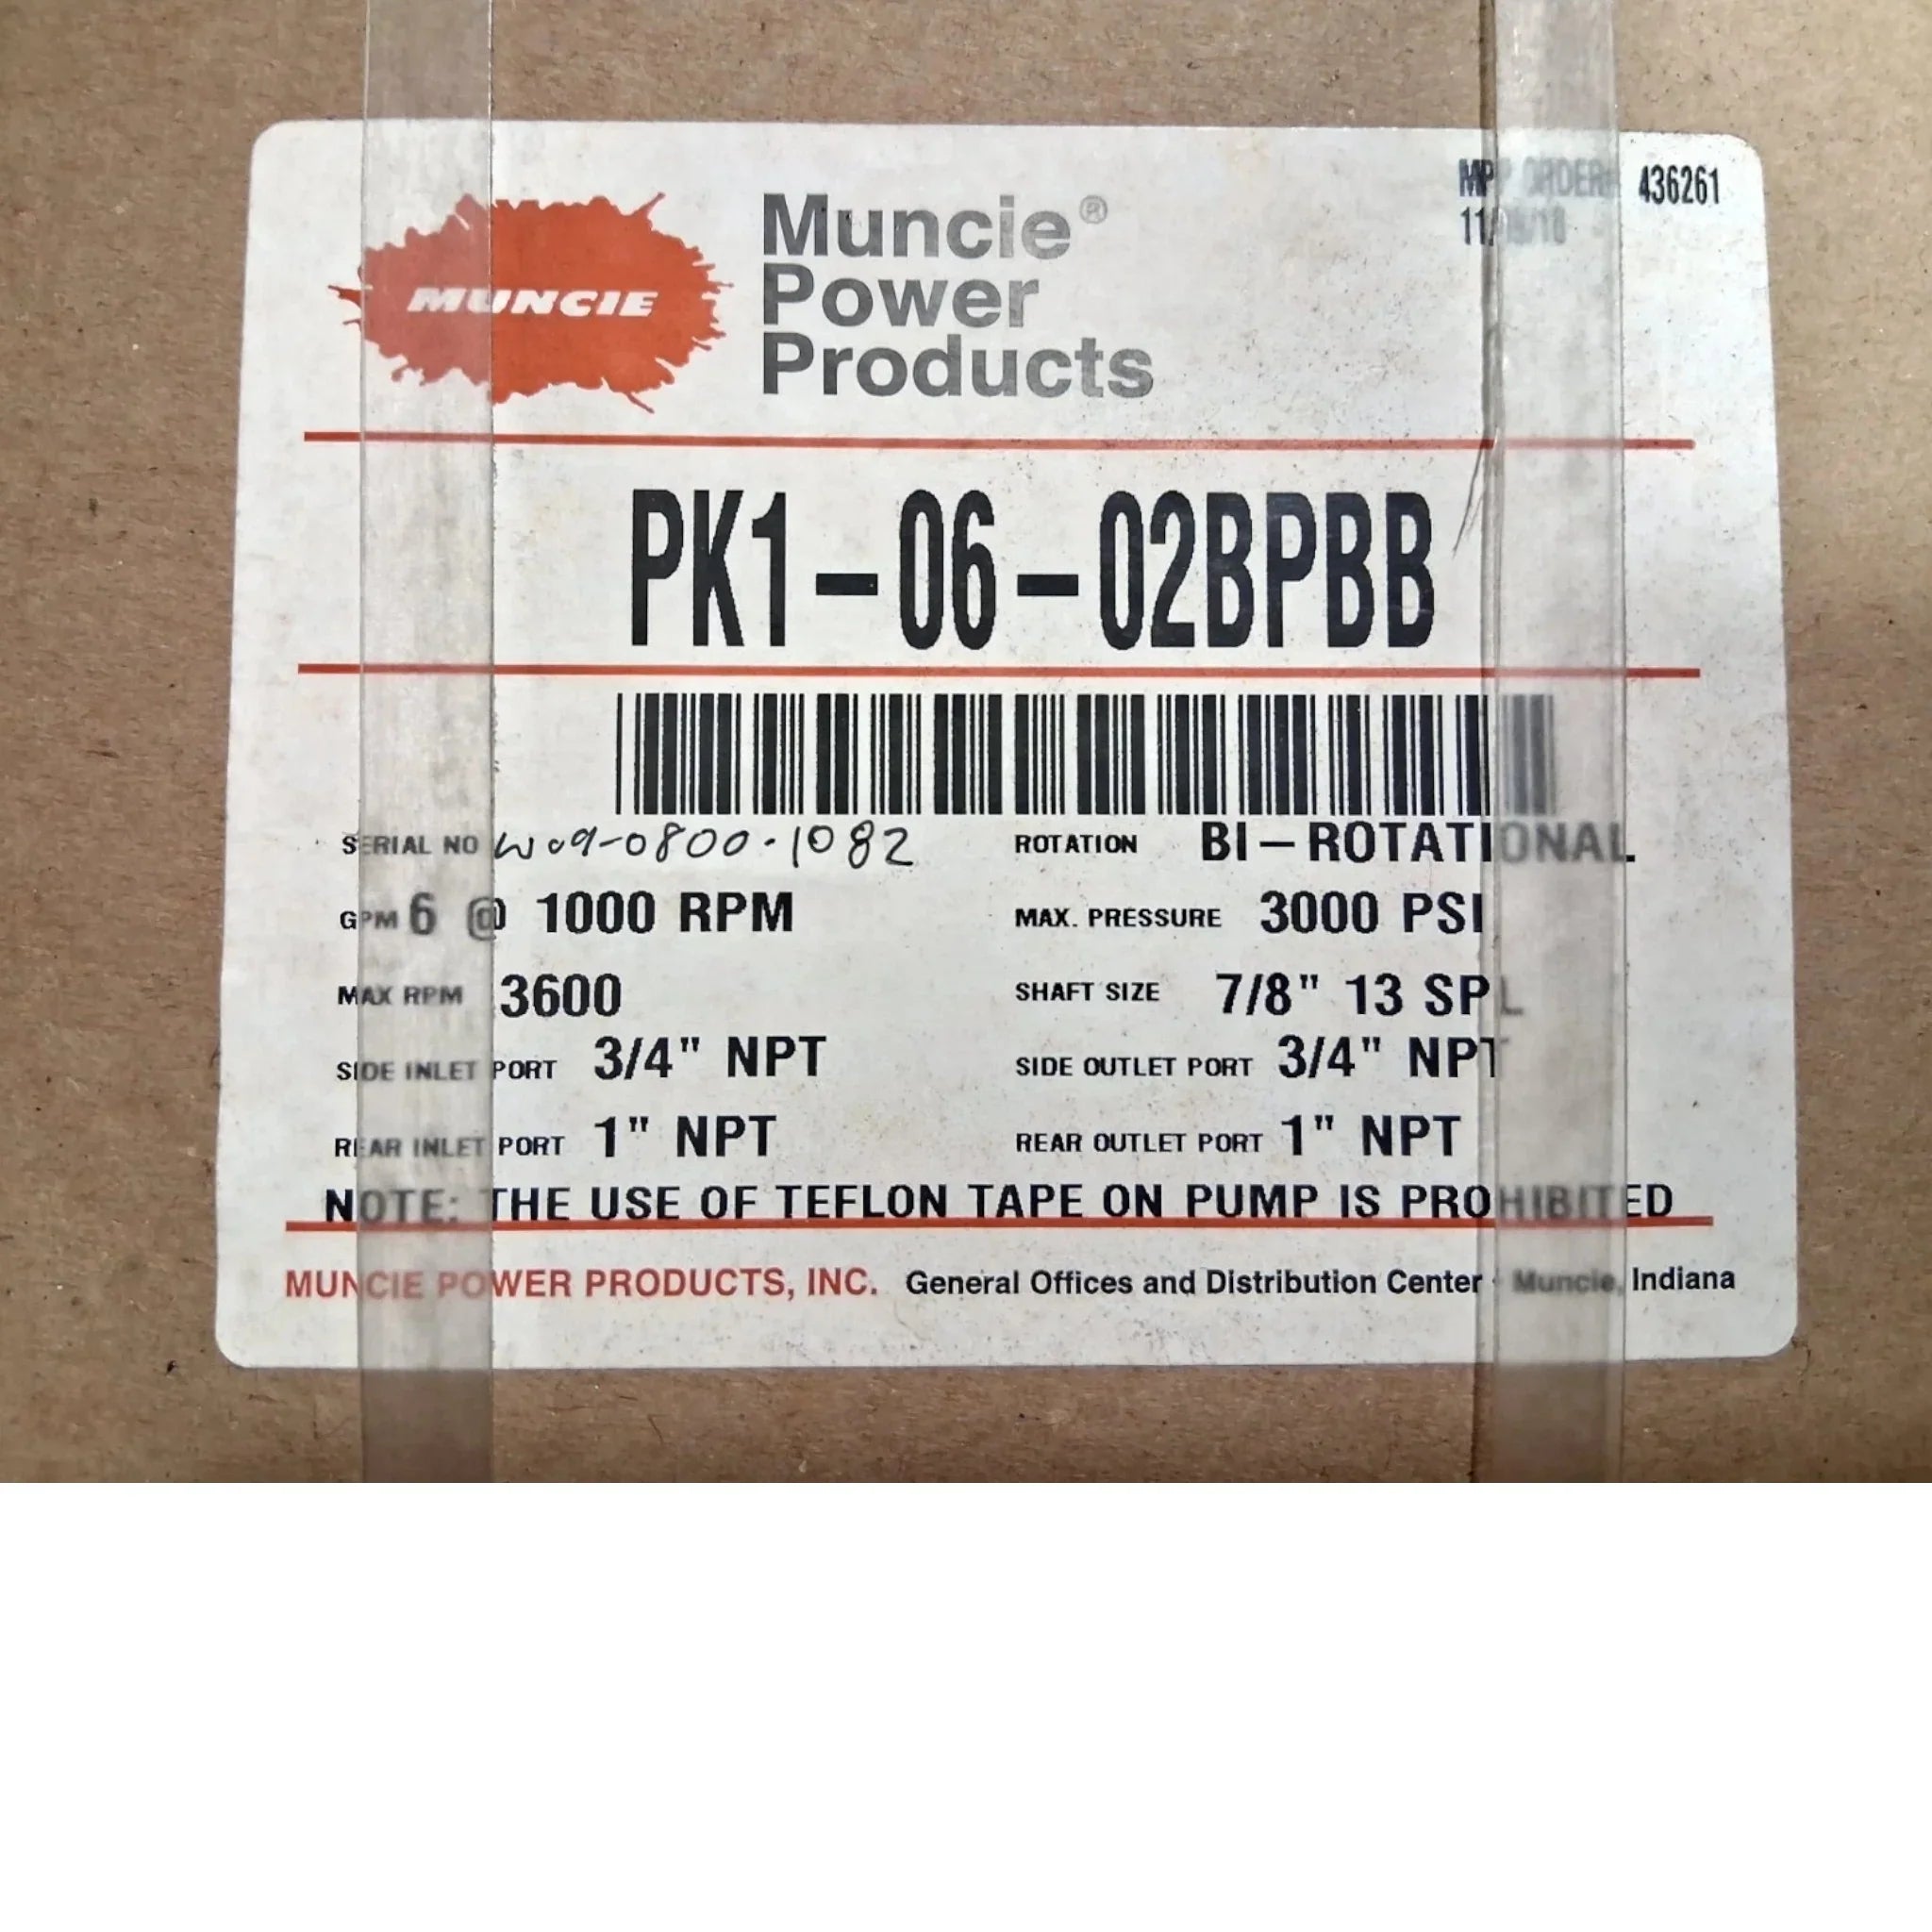 MUNCIE
Muncie®
Power
Products
MPP ORDER# 436261
PK1-06-02BPBB
SERIAL NO W09-0800-1082 ROTATION BI-ROTATIONAL
GPM 6 @ 1000 RPM MAX. PRESSURE 3000 PSI
MAX RPM 3600 SHAFT SIZE 7/8" 13 SPL
SIDE INLET PORT 3/4" NPT SIDE OUTLET PORT 3/4" NPT
REAR INLET PORT 1" NPT REAR OUTLET PORT 1" NPT
NOTE: THE USE OF TEFLON TAPE ON PUMP IS PROHIBITED
MUNCIE POWER PRODUCTS, INC. General Offices and Distribution Center · Muncie, Indiana